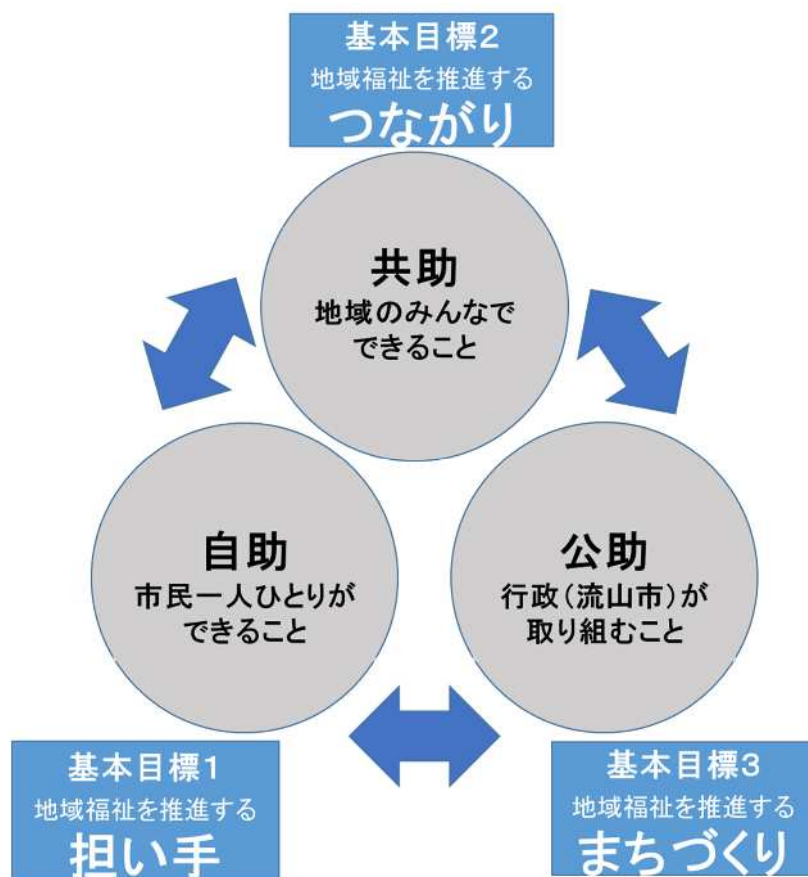 基本目標2
地域福祉を推進する
つながり
共助
地域のみんなで
できること
自助
市民一人ひとりが
できること
公助
行政(流山市)が
取り組むこと
基本目標1
地域福祉を推進する
担い手
基本目標3
地域福祉を推進する
まちづくり